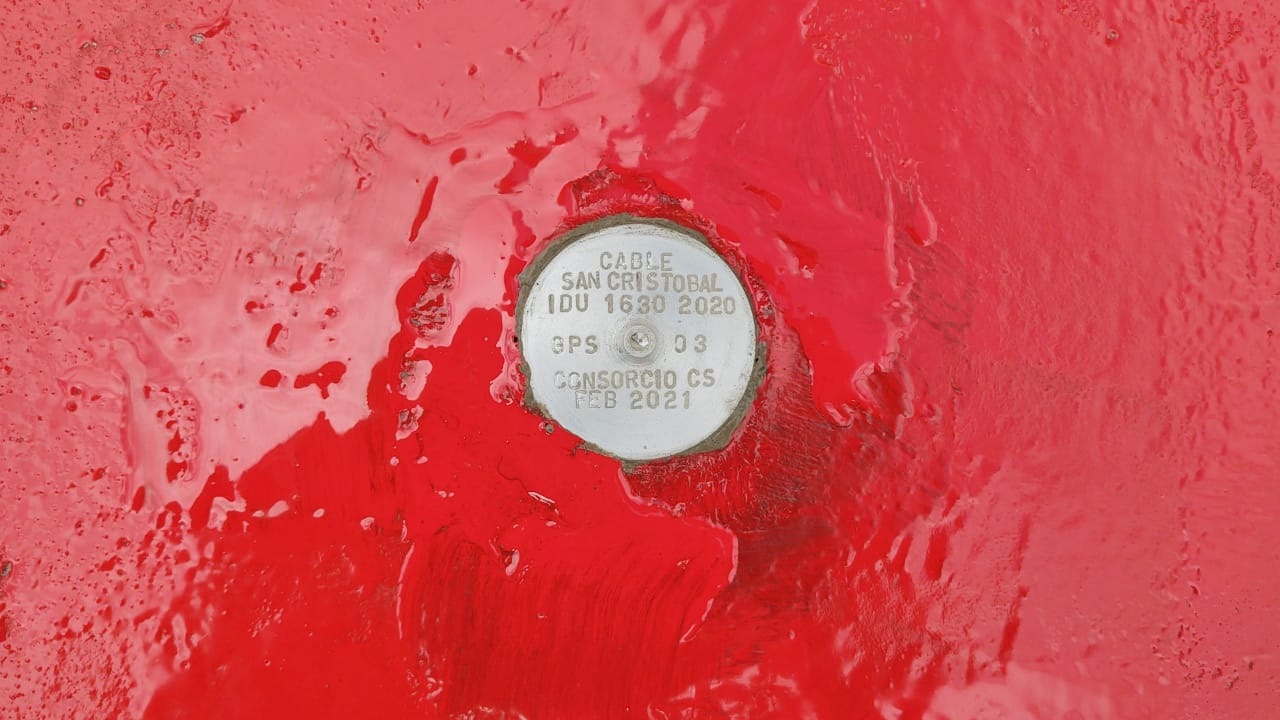 CABLE
SAN CRISTOBAL
IDU 1630 2020
GPS 03
CONSORCIO CS
FEB 2021